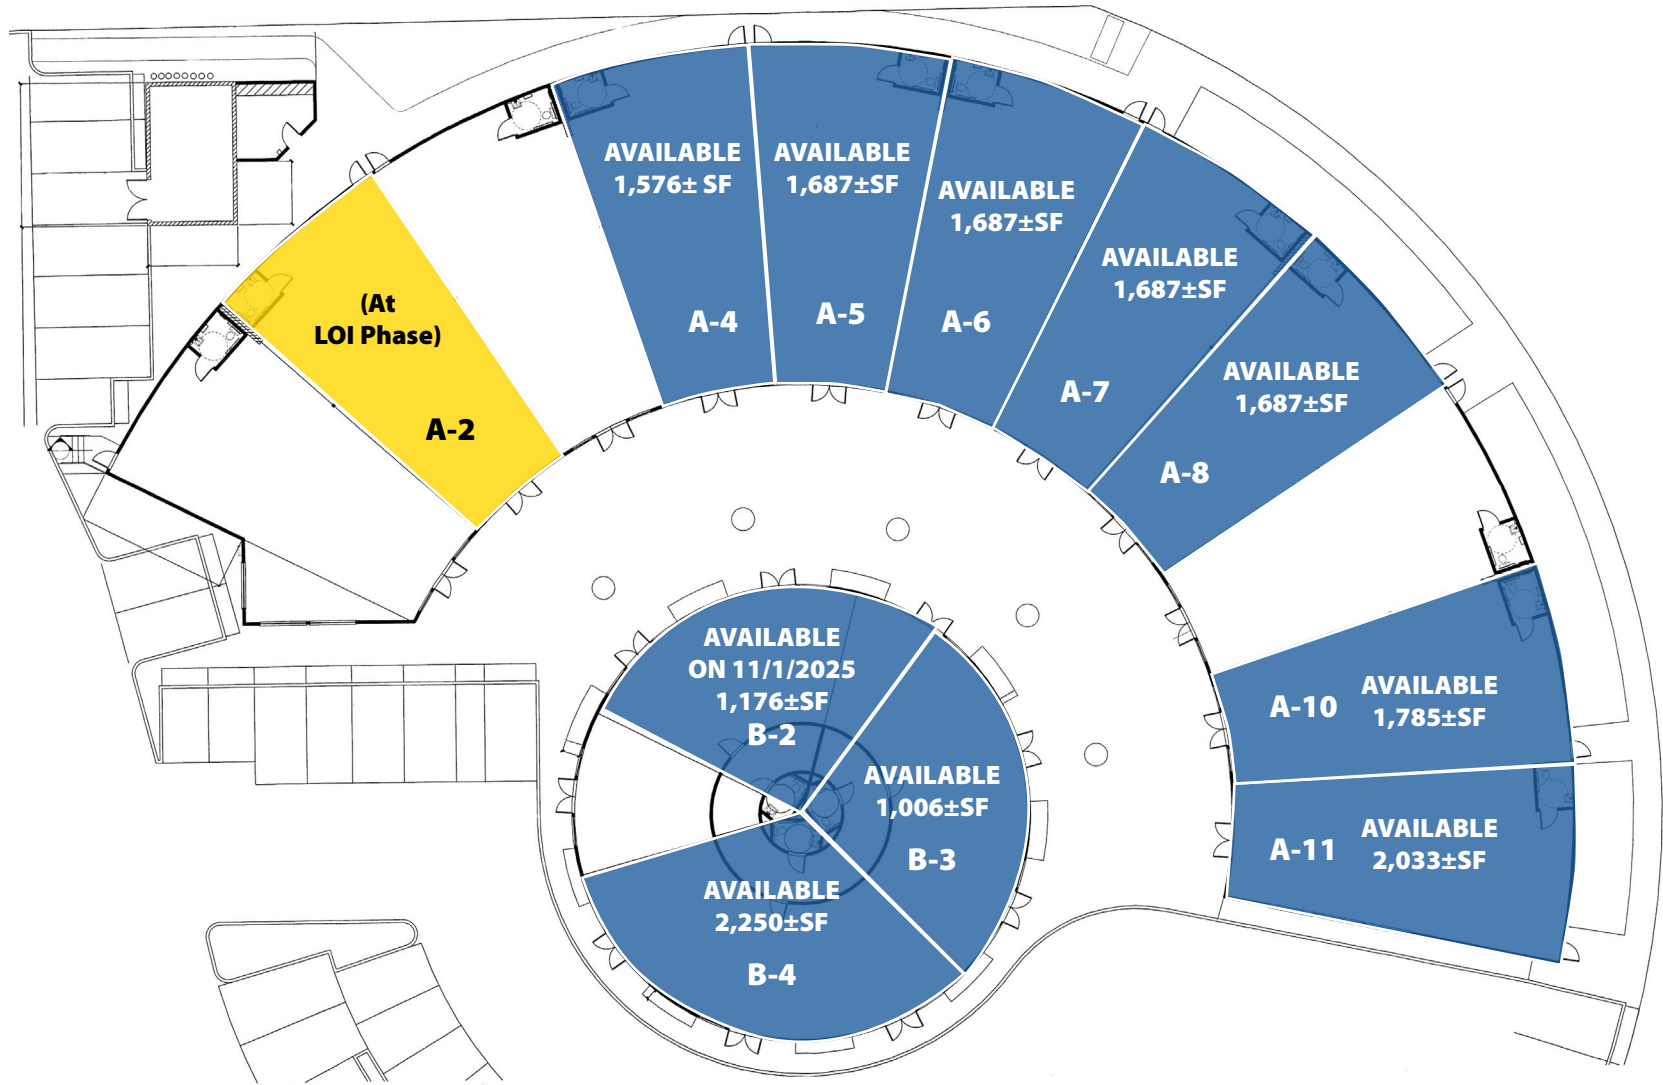 (At
LOI Phase)
A-2
AVAILABLE
1,576± SF
A-4
AVAILABLE
1,687±SF
A-5
AVAILABLE
1,687±SF
A-6
AVAILABLE
1,687±SF
A-7
AVAILABLE
1,687±SF
A-8
A-10
AVAILABLE
1,785±SF
A-11
AVAILABLE
2,033±SF
AVAILABLE
ON 11/1/2025
1,176±SF
B-2
AVAILABLE
1,006±SF
B-3
AVAILABLE
2,250±SF
B-4